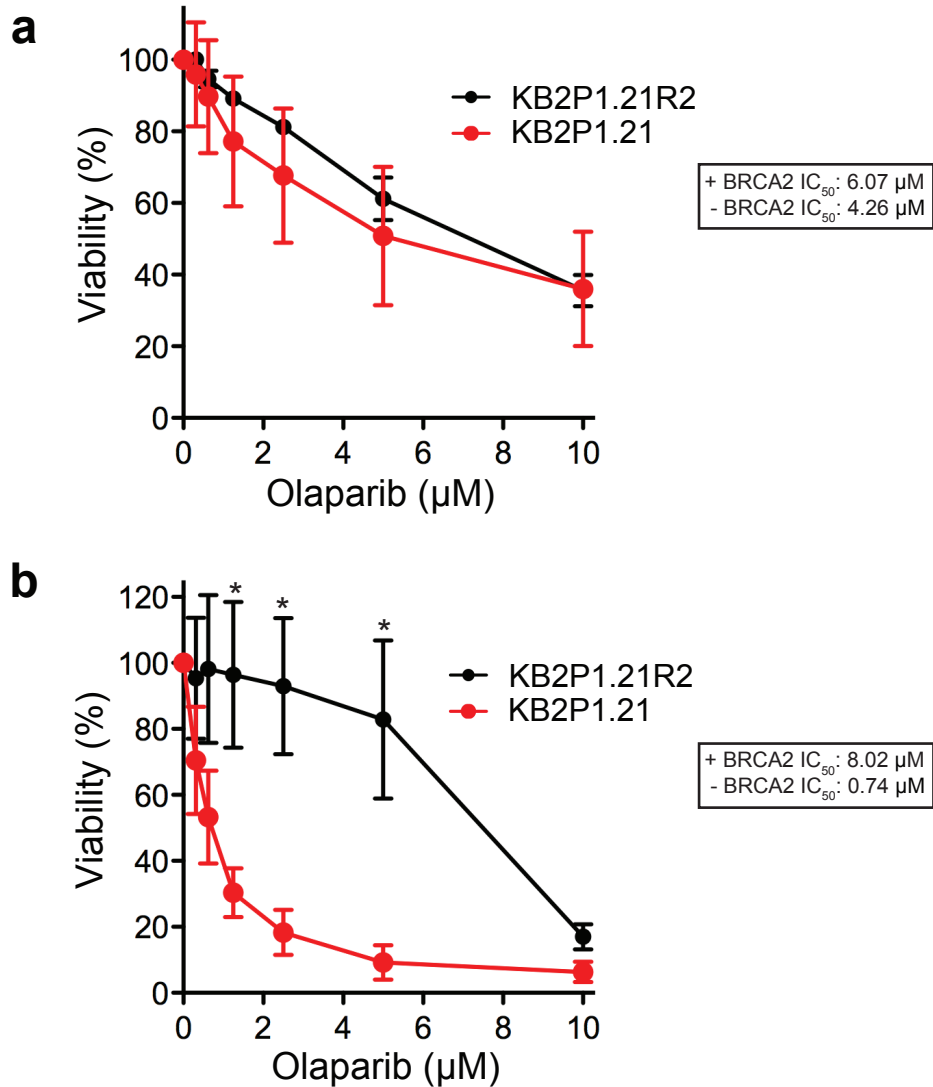 a
100
80
60
40
20
0
Viability (%)
0 2 4 6 8 10
Olaparib (µM)
KB2P1.21R2
KB2P1.21
+ BRCA2 IC50: 6.07 µM
- BRCA2 IC50: 4.26 µM
b
120
100
80
60
40
20
0
Viability (%)
* * *
0 2 4 6 8 10
Olaparib (µM)
KB2P1.21R2
KB2P1.21
+ BRCA2 IC50: 8.02 µM
- BRCA2 IC50: 0.74 µM